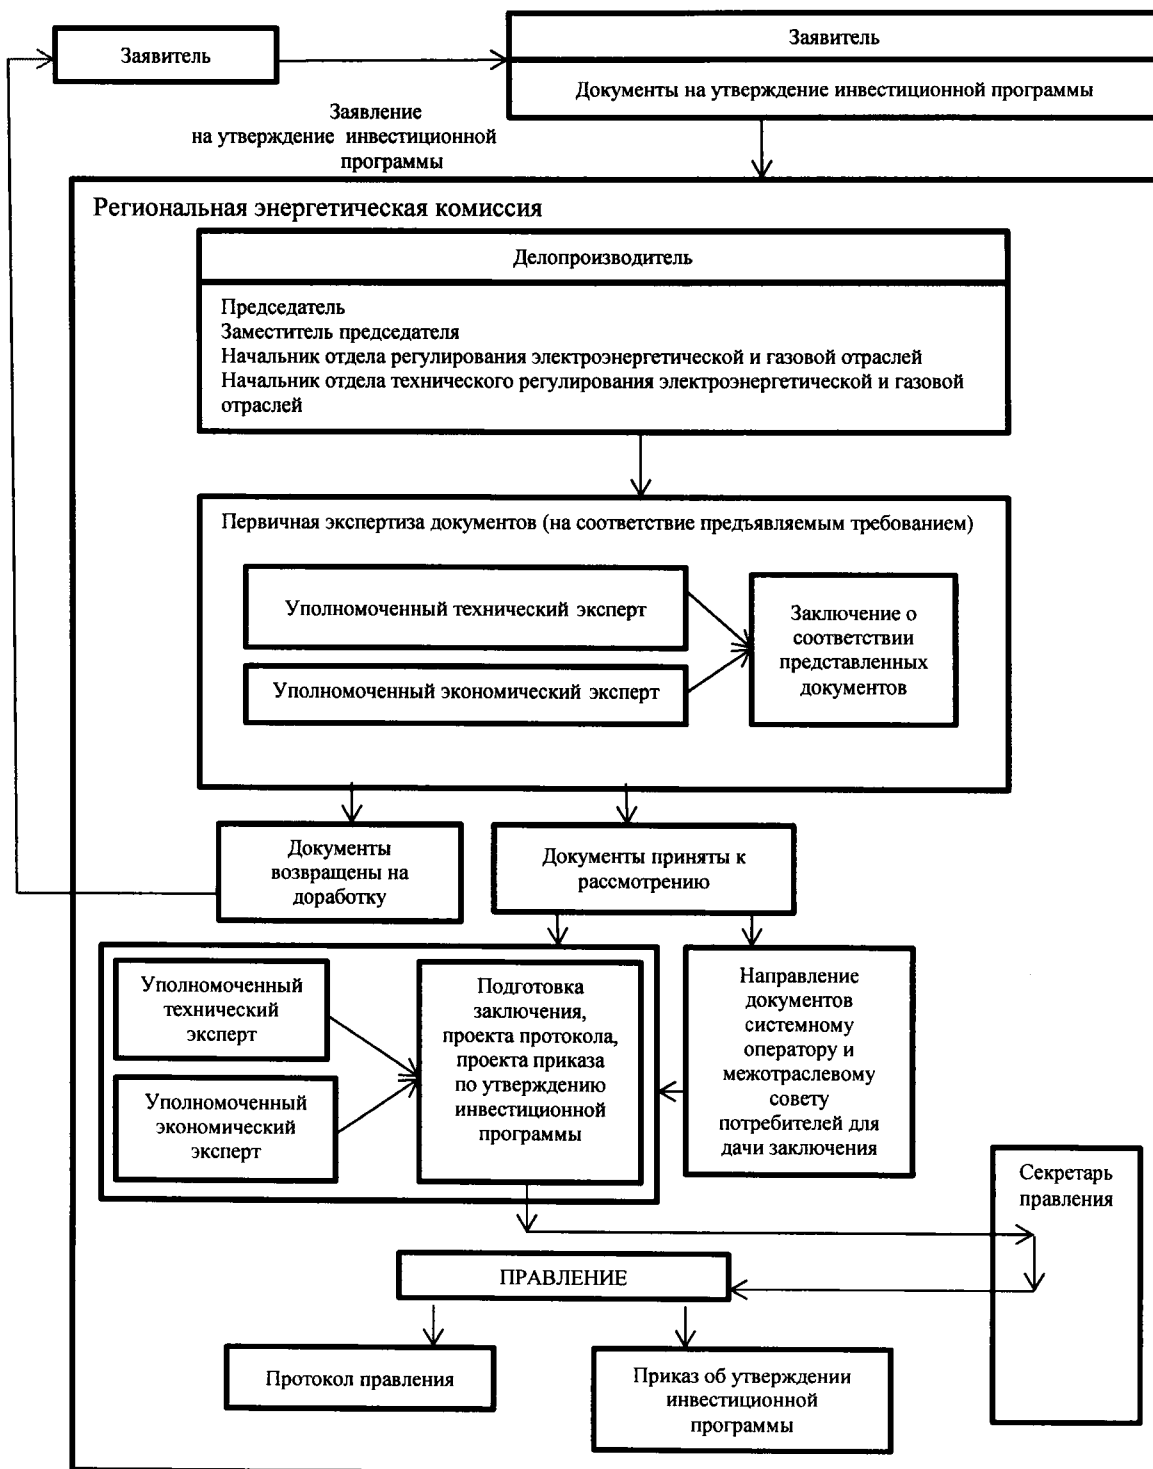 Заявитель
Заявитель
Документы на утверждение инвестиционной программы
Заявление
на утверждение инвестиционной
программы
Региональная энергетическая комиссия
Делопроизводитель
Председатель
Заместитель председателя
Начальник отдела регулирования электроэнергетической и газовой отраслей
Начальник отдела технического регулирования электроэнергетической и газовой
отраслей
Первичная экспертиза документов (на соответствие предъявляемым требованием)
Уполномоченный технический эксперт
Уполномоченный экономический эксперт
Заключение о
соответствии
представленных
документов
Документы
возвращены на
доработку
Документы приняты к
рассмотрению
Уполномоченный
технический
эксперт
Уполномоченный
экономический
эксперт
Подготовка
заключения,
проекта протокола,
проекта приказа
по утверждению
инвестиционной
программы
Направление
документов
системному
оператору и
межотраслевому
совету
потребителей для
дачи заключения
Секретарь
правления
ПРАВЛЕНИЕ
Протокол правления
Приказ об утверждении
инвестиционной
программы